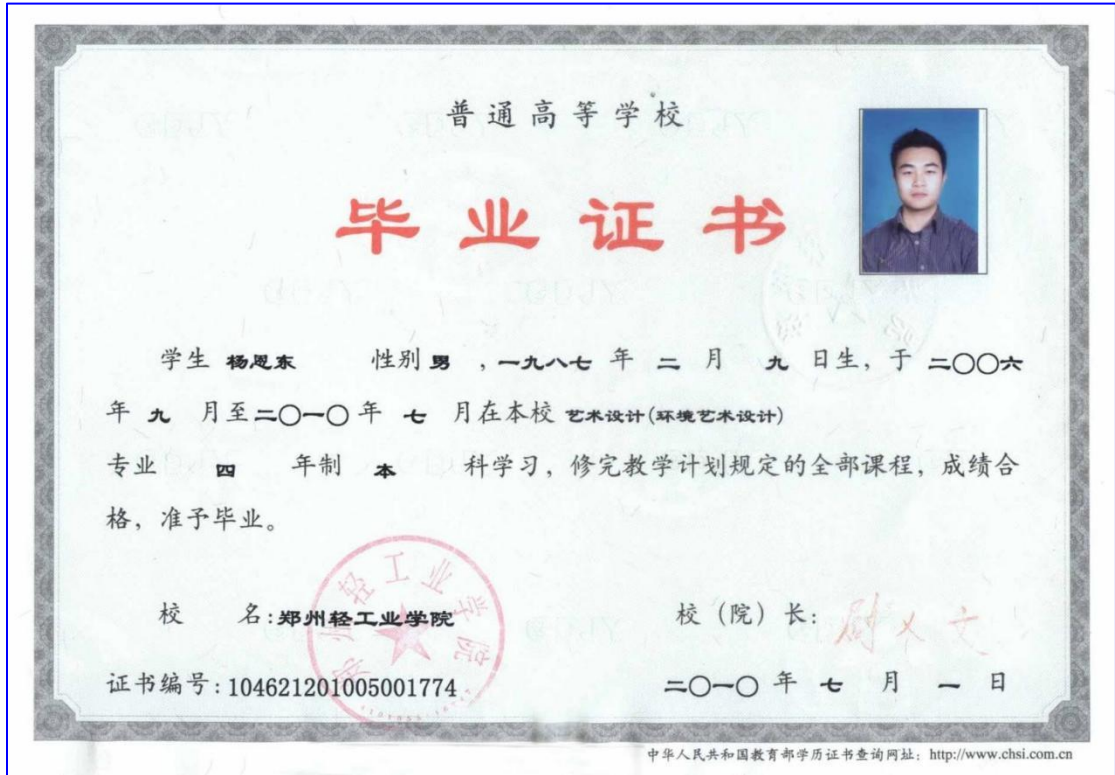 普通高等学校
毕业证书
学生 杨恩东 性别 男 ，一九八七 年 二 月 九 日生，于 二〇〇六
年 九 月至二〇一〇年 七 月在本校 艺术设计(环境艺术设计)
专业 四 年制 本 科学习，修完教学计划规定的全部课程，成绩合
格，准予毕业。
郑州轻工业学院
校 名:郑州轻工业学院
校（院）长:
证书编号:104621201005001774
二〇一〇 年 七 月 一 日
中华人民共和国教育部学历证书查询网址: http://www.chsi.com.cn